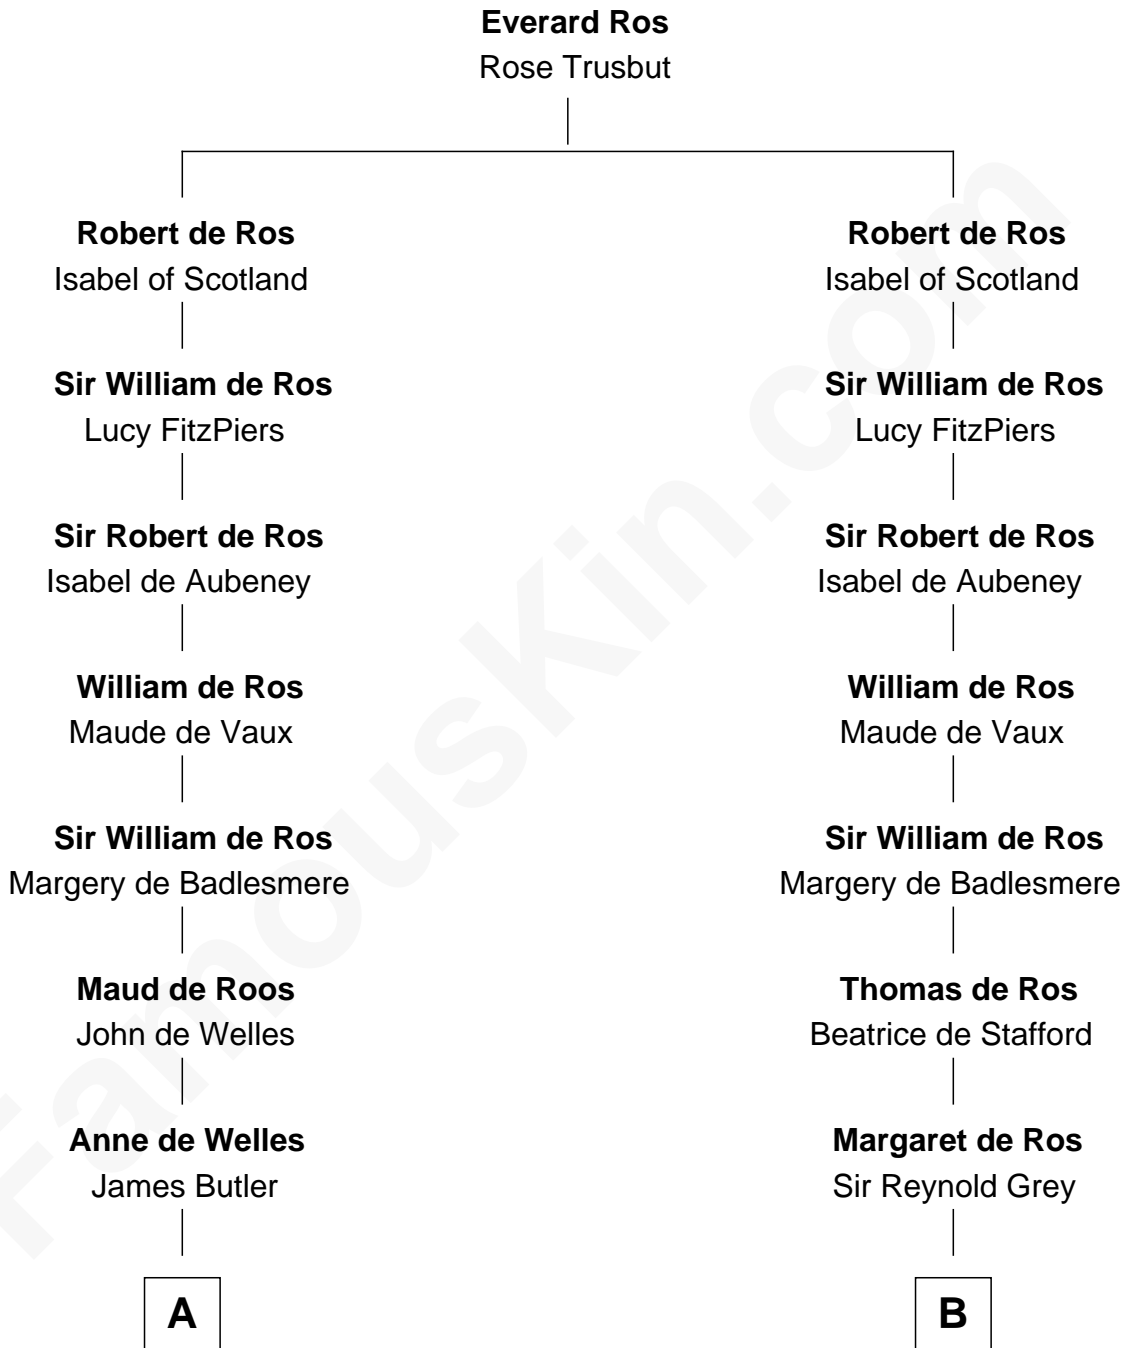 Everard Ros
Rose Trusbut
Robert de Ros
Isabel of Scotland
Sir William de Ros
Lucy FitzPiers
Sir Robert de Ros
Isabel de Aubeney
William de Ros
Maude de Vaux
Sir William de Ros
Margery de Badlesmere
Maud de Roos
John de Welles
Anne de Welles
James Butler
A
Robert de Ros
Isabel of Scotland
Sir William de Ros
Lucy FitzPiers
Sir Robert de Ros
Isabel de Aubeney
William de Ros
Maude de Vaux
Sir William de Ros
Margery de Badlesmere
Thomas de Ros
Beatrice de Stafford
Margaret de Ros
Sir Reynold Grey
B
FamousKin.com